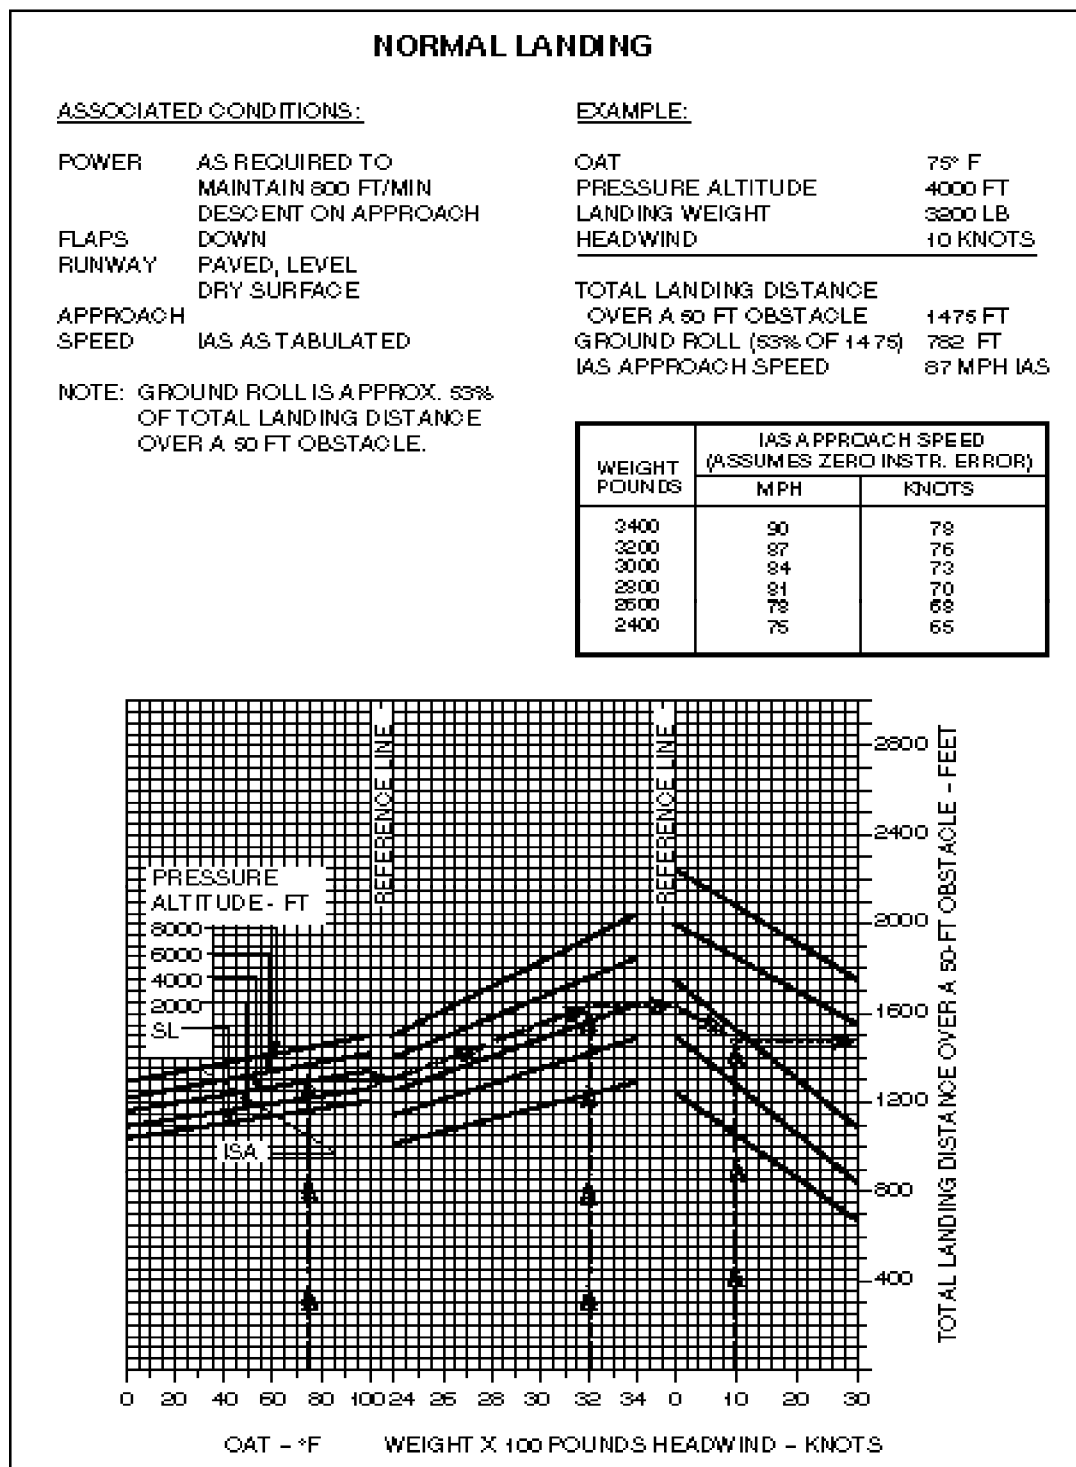 NORMAL LANDING
ASSOCIATED CONDITIONS:
POWER AS REQUIRED TO
MAINTAIN 800 FT/MIN
DESCENT ON APPROACH
FLAPS DOWN
RUNWAY PAVED, LEVEL
DRY SURFACE
APPROACH
SPEED IAS AS TABULATED
NOTE: GROUND ROLL IS APPROX. 53%
OF TOTAL LANDING DISTANCE
OVER A 50 FT OBSTACLE.
EXAMPLE:
OAT 75° F
PRESSURE ALTITUDE 4000 FT
LANDING WEIGHT 3200 LB
HEADWIND 10 KNOTS
TOTAL LANDING DISTANCE
OVER A 50 FT OBSTACLE 1475 FT
GROUND ROLL (53% OF 1475) 782 FT
IAS APPROACH SPEED 87 MPH IAS
WEIGHT POUNDS
IAS APPROACH SPEED
(ASSUMES ZERO INSTR. ERROR)
MPH KNOTS
3400 90 78
3200 87 76
3000 84 73
2800 81 70
2600 78 68
2400 75 65
REFERENCE LINE
REFERENCE LINE
PRESSURE
ALTITUDE - FT
8000
6000
4000
2000
SL
ISA
2800
2400
2000
1600
1200
800
400
TOTAL LANDING DISTANCE OVER A 50-FT OBSTACLE - FEET
0 20 40 60 80 100 24 26 28 30 32 34 0 10 20 30
OAT - °F WEIGHT X 100 POUNDS HEADWIND - KNOTS